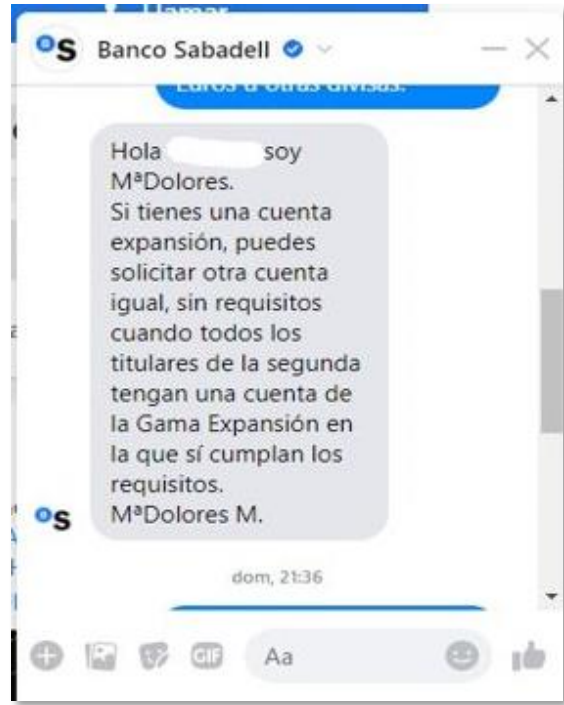 Llamar
S Banco Sabadell
Euros a otras divisas.
Hola soy
MªDolores.
Si tienes una cuenta
expansión, puedes
solicitar otra cuenta
igual, sin requisitos
cuando todos los
titulares de la segunda
tengan una cuenta de
la Gama Expansión en
la que sí cumplan los
requisitos.
MªDolores M.
S
dom, 21:36
GIF
Aa